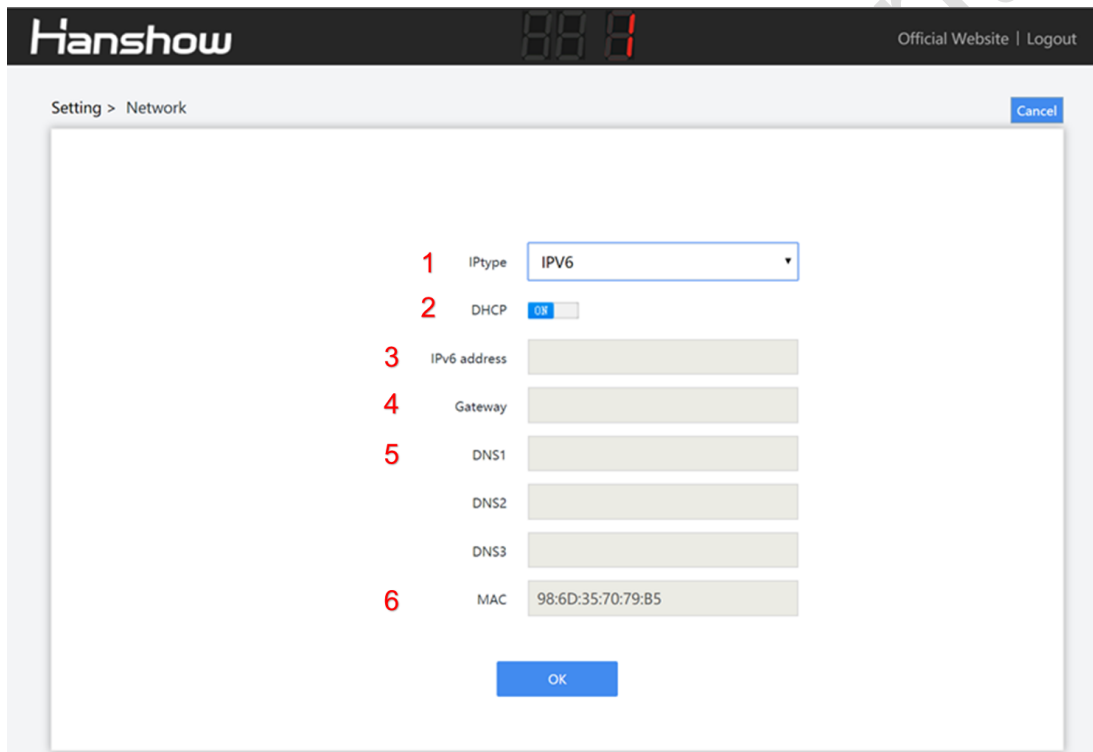 Hanshow
1
Official Website | Logout
Setting > Network
Cancel
1 IPtype IPV6
2 DHCP ON
3 IPv6 address
4 Gateway
5 DNS1
DNS2
DNS3
6 MAC 98:6D:35:70:79:B5
OK